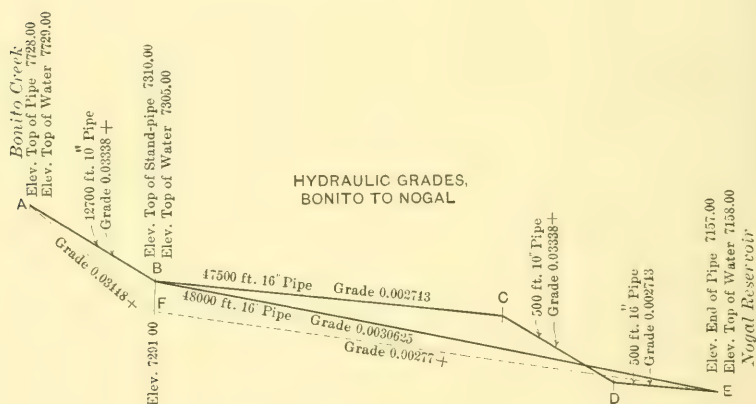 HYDRAULIC GRADES,
BONITO TO NOGAL
Bonito Creek
Elev. Top of Pipe 7728.00
Elev. Top of Water 7729.00
A
12700 ft. 10" Pipe
Grade 0.03338+
Grade 0.03418+
Elev. Top of Stand-pipe 7310.00
Elev. Top of Water 7305.00
B
F
Elev. 7291 00
47500 ft. 16" Pipe Grade 0.002713
48000 ft. 16" Pipe Grade 0.0030625
Grade 0.00277+
C
500 ft. 10" Pipe
Grade 0.03338+
D
500 ft. 16" Pipe
Grade 0.002713
E
Elev. End of Pipe 7157.00
Elev. Top of Water 7158.00
Nogal Reservoir